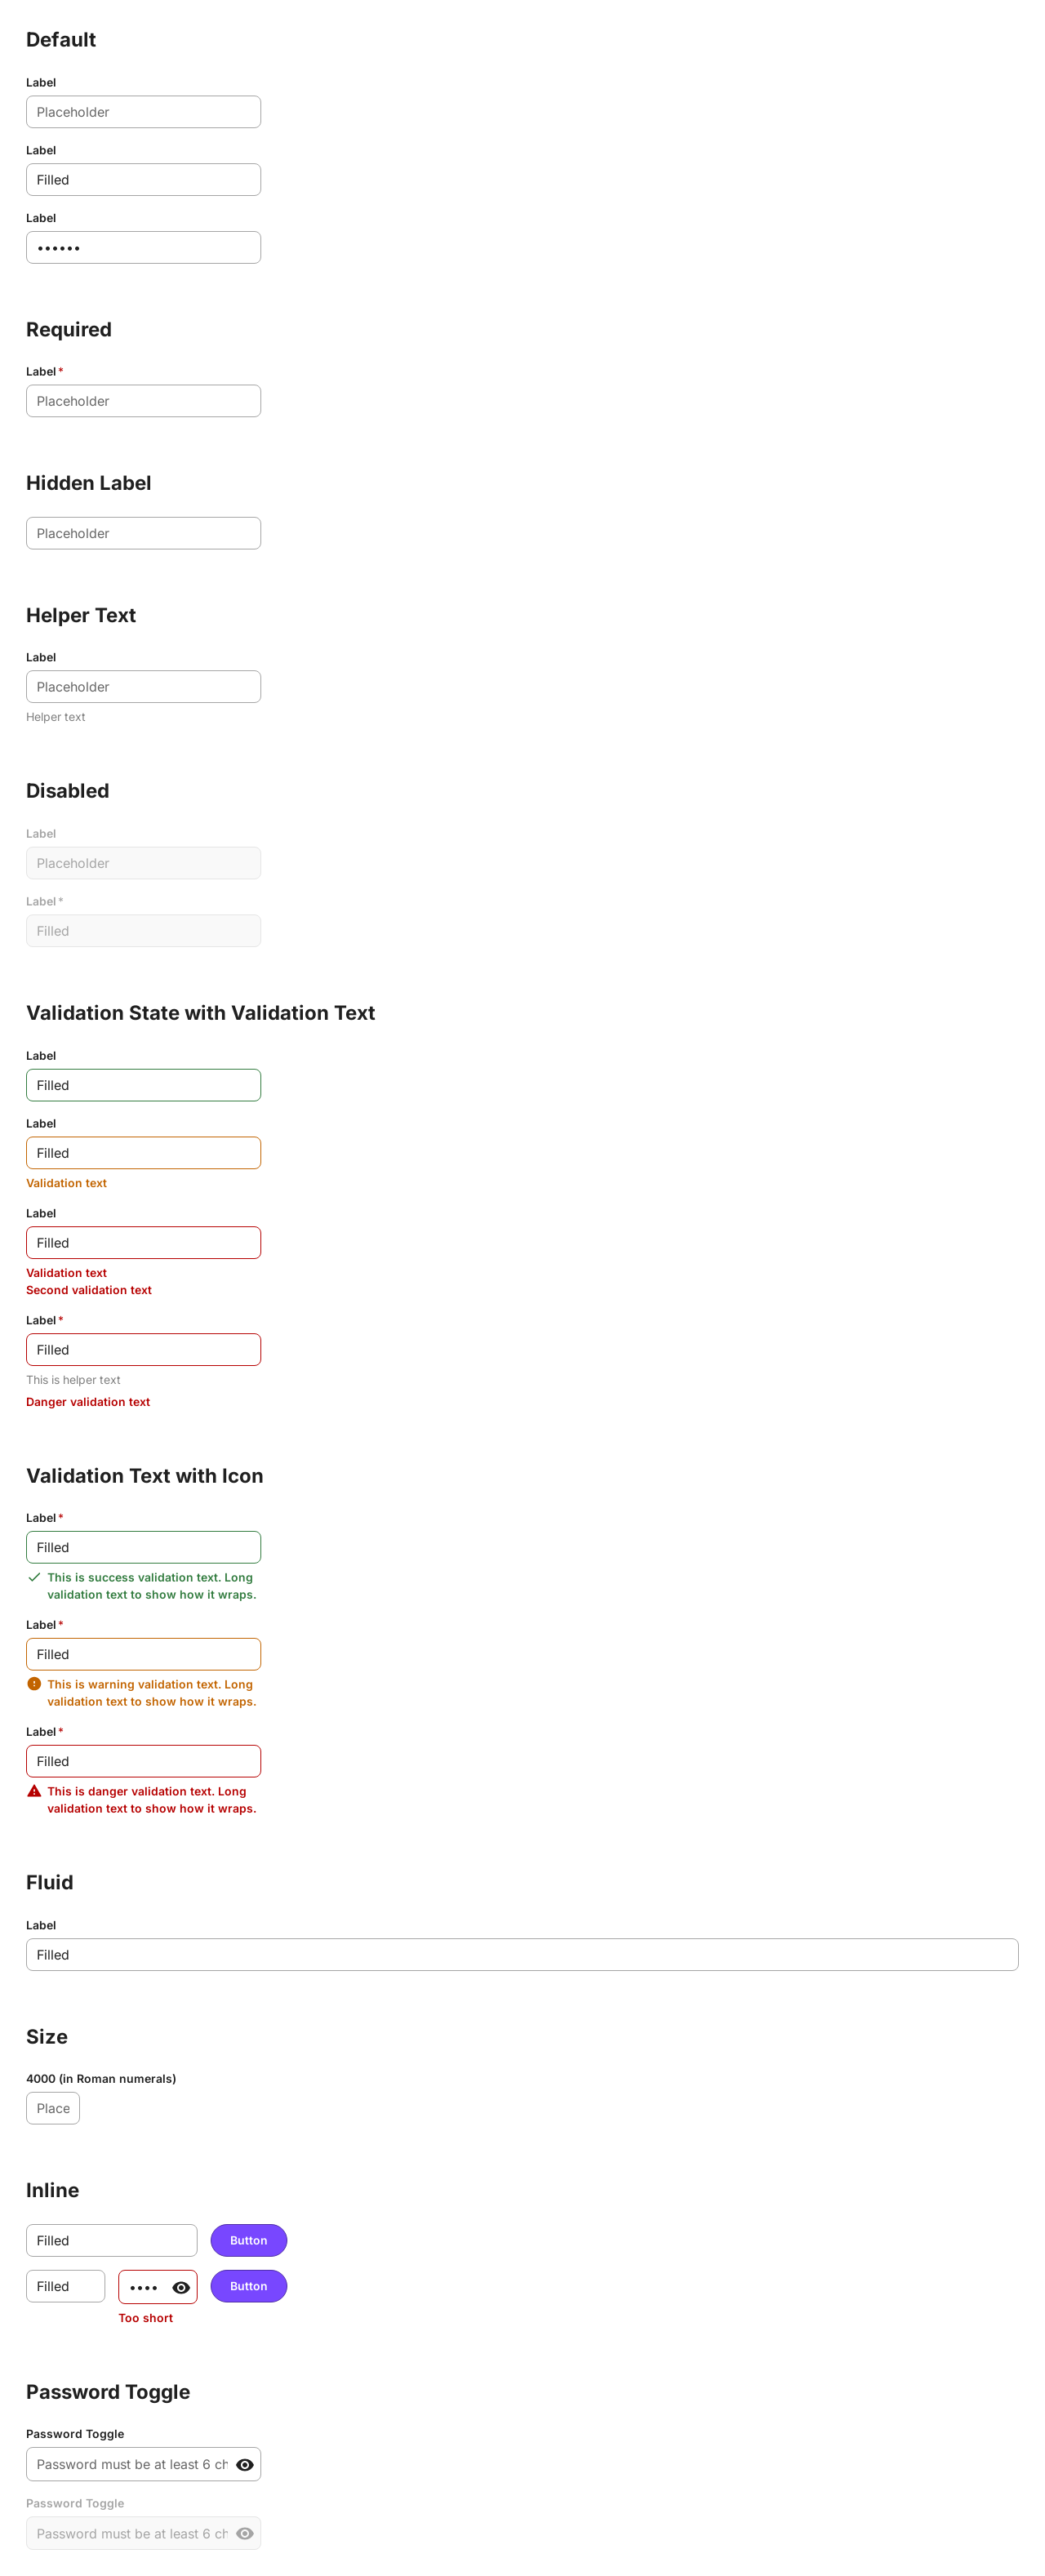 Default
Label
Placeholder
Label
Filled
Label
••••••
Required
Label *
Placeholder
Hidden Label
Placeholder
Helper Text
Label
Placeholder
Helper text
Disabled
Label
Placeholder
Label *
Filled
Validation State with Validation Text
Label
Filled
Label
Filled
Validation text
Label
Filled
Validation text
Second validation text
Label *
Filled
This is helper text
Danger validation text
Validation Text with Icon
Label *
Filled
This is success validation text. Long
validation text to show how it wraps.
Label *
Filled
This is warning validation text. Long
validation text to show how it wraps.
Label *
Filled
This is danger validation text. Long
validation text to show how it wraps.
Fluid
Label
Filled
Size
4000 (in Roman numerals)
Place
Inline
Filled Button
Filled •••• Button
Too short
Password Toggle
Password Toggle
Password must be at least 6 ch
Password Toggle
Password must be at least 6 ch